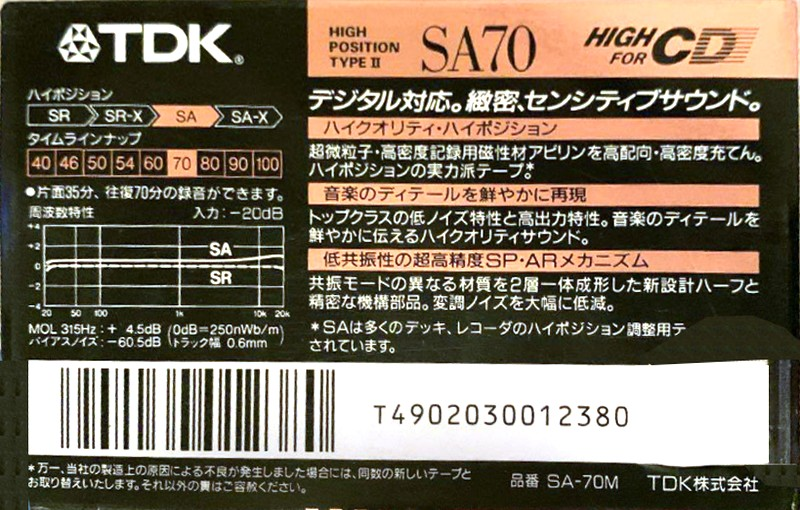 TDK®
HIGH
POSITION
TYPE II
SA70
HIGH
FOR CD
ハイポジション
SR SR-X SA SA-X
タイムラインナップ
40 46 50 54 60 70 80 90 100
●片面35分、往復70分の録音ができます。
周波数特性 入力:−20dB
+4
+2
0
−2
−4
SA
SR
20 50 100 1k 10k 20k
MOL 315Hz:+ 4.5dB (0dB=250nWb/m)
バイアスノイズ:−60.5dB (トラック幅 0.6mm)
デジタル対応。緻密、センシティブサウンド。
ハイクオリティ・ハイポジション
超微粒子・高密度記録用磁性材アビリンを高配向・高密度充てん。
ハイポジションの実力派テープ。*
音楽のディテールを鮮やかに再現
トップクラスの低ノイズ特性と高出力特性。音楽のディテールを
鮮やかに伝えるハイクオリティサウンド。
低共振性の超高精度SP・ARメカニズム
共振モードの異なる材質を2層一体成形した新設計ハーフと
精密な機構部品。変調ノイズを大幅に低減。
*SAは多くのデッキ、レコーダのハイポジション調整用テ
されています。
T4902030012380
*万一、当社の製造上の原因による不良が発生しました場合には、同数の新しいテープと
お取り替えいたします。それ以外の責はご容赦ください。
品番 SA-70M TDK株式会社